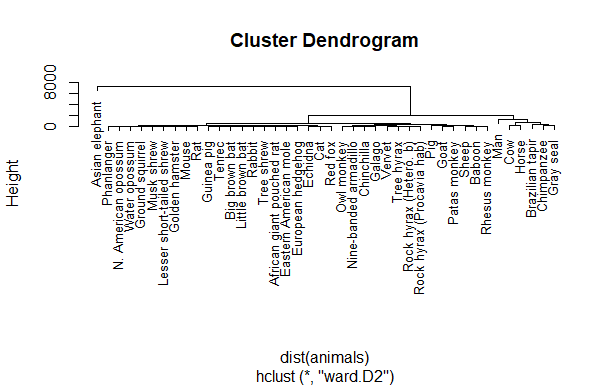 Cluster Dendrogram
Height
8000
0
Asian elephant
Phanlanger
N. American opossum
Water opossum
Ground squirrel
Musk shrew
Lesser short-tailed shrew
Golden hamster
Mouse
Rat
Guinea pig
Tenrec
Big brown bat
Little brown bat
Rabbit
Tree shrew
African giant pouched rat
Eastern American mole
European hedgehog
Echidna
Cat
Red fox
Owl monkey
Nine-banded armadillo
Chinchilla
Galago
Vervet
Tree hyrax
Rock hyrax (Hetero. b)
Rock hyrax (Procavia hab)
Pig
Goat
Patas monkey
Sheep
Baboon
Rhesus monkey
Man
Cow
Horse
Brazilian tapir
Chimpanzee
Gray seal
dist(animals)
hclust (*, "ward.D2")